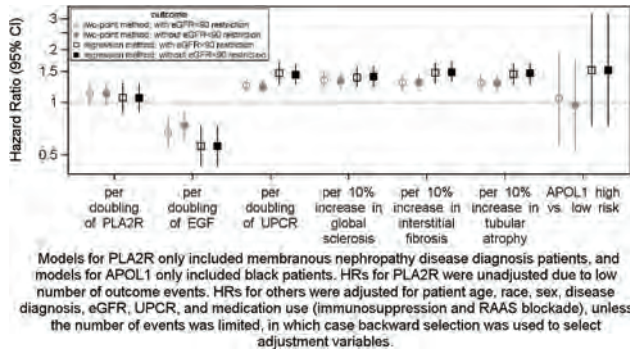 outcome
two-point method; with eGFR<90 restriction
two-point method; without eGFR<90 restriction
regression method; with eGFR<90 restriction
regression method; without eGFR<90 restriction
Hazard Ratio (95% CI)
3
2
1.5
1
0.5
per doubling of PLA2R
per doubling of EGF
per doubling of UPCR
per 10% increase in global sclerosis
per 10% increase in interstitial fibrosis
per 10% increase in tubular atrophy
APOL1 high vs. low risk
Models for PLA2R only included membranous nephropathy disease diagnosis patients, and
models for APOL1 only included black patients. HRs for PLA2R were unadjusted due to low
number of outcome events. HRs for others were adjusted for patient age, race, sex, disease
diagnosis, eGFR, UPCR, and medication use (immunosuppression and RAAS blockade), unless
the number of events was limited, in which case backward selection was used to select
adjustment variables.